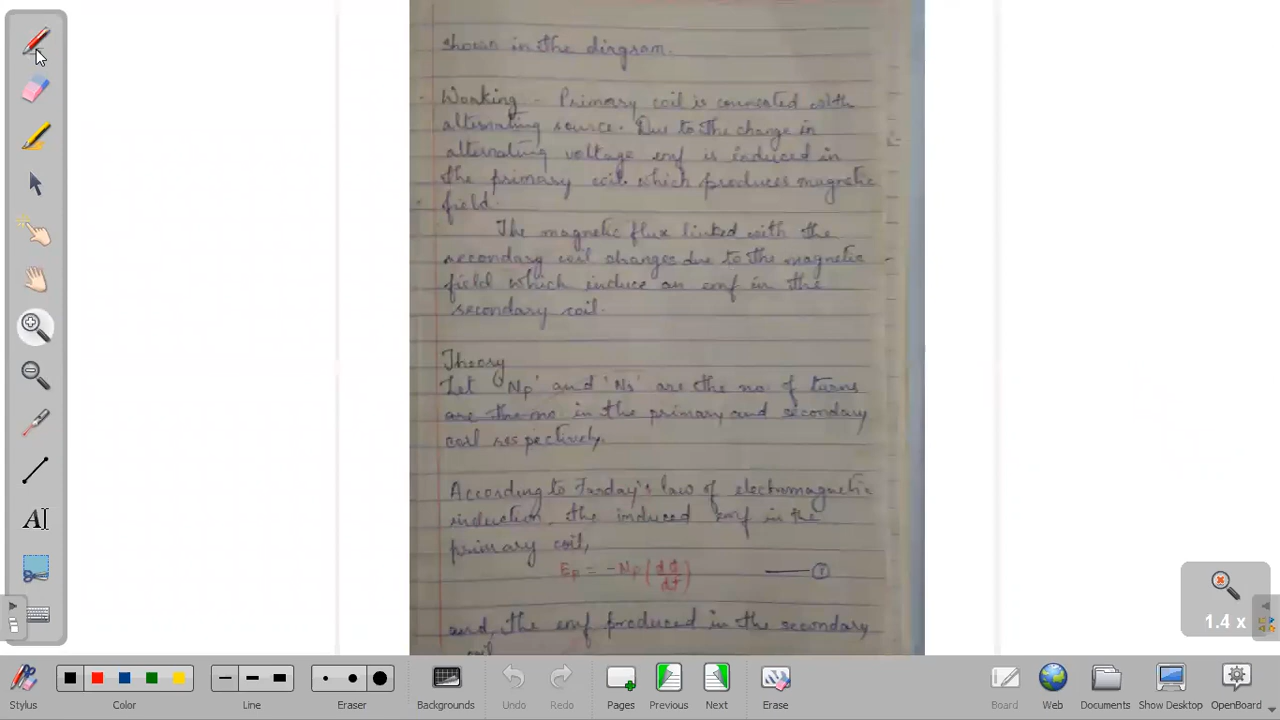 shown in the diagram.
Working - Primary coil is connected with
alternating source. Due to the change in
alternating voltage emf is induced in
the primary coil which produces magnetic
field.
The magnetic flux linked with the
secondary coil changes due to the magnetic
field which induce an emf in the
secondary coil.
Theory
Let 'Np' and 'Ns' are the no. of turns
are the no in the primary and secondary
coil respectively.
According to Farday's law of electromagnetic
induction, the induced emf in the
primary coil,
Ep = -Np (dΦ/dt) — ①
and, the emf produced in the secondary
coil
1.4 x
Stylus
Color
Line
Eraser
Backgrounds
Undo
Redo
Pages
Previous
Next
Erase
Board
Web
Documents
Show Desktop
OpenBoard